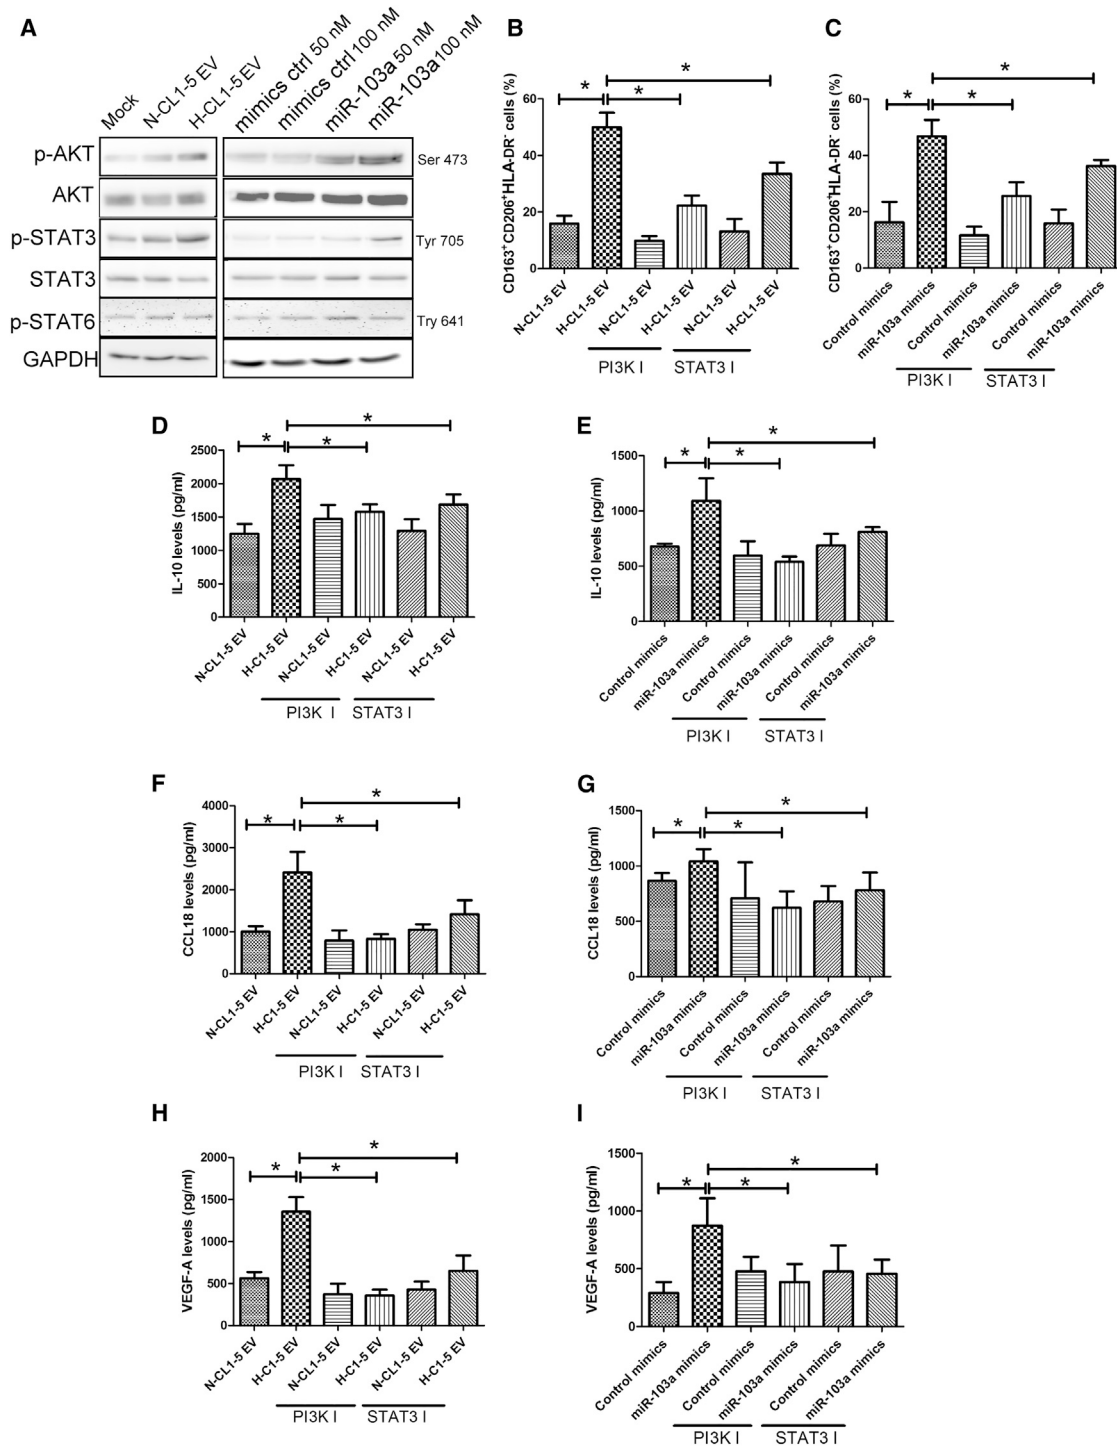 A
Mock
N-CL1-5 EV
H-CL1-5 EV
mimics ctrl 50 nM
mimics ctrl 100 nM
miR-103a 50 nM
miR-103a 100 nM
p-AKT
Ser 473
AKT
p-STAT3
Tyr 705
STAT3
p-STAT6
Try 641
GAPDH
B
CD163+CD206+HLA-DR- cells (%)
60
40
20
0
* * *
N-CL1-5 EV
H-CL1-5 EV
N-CL1-5 EV
H-CL1-5 EV
N-CL1-5 EV
H-CL1-5 EV
PI3K I
STAT3 I
C
CD163+CD206+HLA-DR- cells (%)
60
40
20
0
* * *
Control mimics
miR-103a mimics
Control mimics
miR-103a mimics
Control mimics
miR-103a mimics
PI3K I
STAT3 I
D
IL-10 levels (pg/ml)
2500
2000
1500
1000
500
0
* * *
N-CL1-5 EV
H-C1-5 EV
N-CL1-5 EV
H-C1-5 EV
N-CL1-5 EV
H-C1-5 EV
PI3K I
STAT3 I
E
IL-10 levels (pg/ml)
1500
1000
500
0
* * *
Control mimics
miR-103a mimics
Control mimics
miR-103a mimics
Control mimics
miR-103a mimics
PI3K I
STAT3 I
F
CCL18 levels (pg/ml)
4000
3000
2000
1000
0
* * *
N-CL1-5 EV
H-C1-5 EV
N-CL1-5 EV
H-C1-5 EV
N-CL1-5 EV
H-C1-5 EV
PI3K I
STAT3 I
G
CCL18 levels (pg/ml)
1500
1000
500
0
* * *
Control mimics
miR-103a mimics
Control mimics
miR-103a mimics
Control mimics
miR-103a mimics
PI3K I
STAT3 I
H
VEGF-A levels (pg/ml)
2000
1500
1000
500
0
* * *
N-CL1-5 EV
H-C1-5 EV
N-CL1-5 EV
H-C1-5 EV
N-CL1-5 EV
H-C1-5 EV
PI3K I
STAT3 I
I
VEGF-A levels (pg/ml)
1500
1000
500
0
* * *
Control mimics
miR-103a mimics
Control mimics
miR-103a mimics
Control mimics
miR-103a mimics
PI3K I
STAT3 I